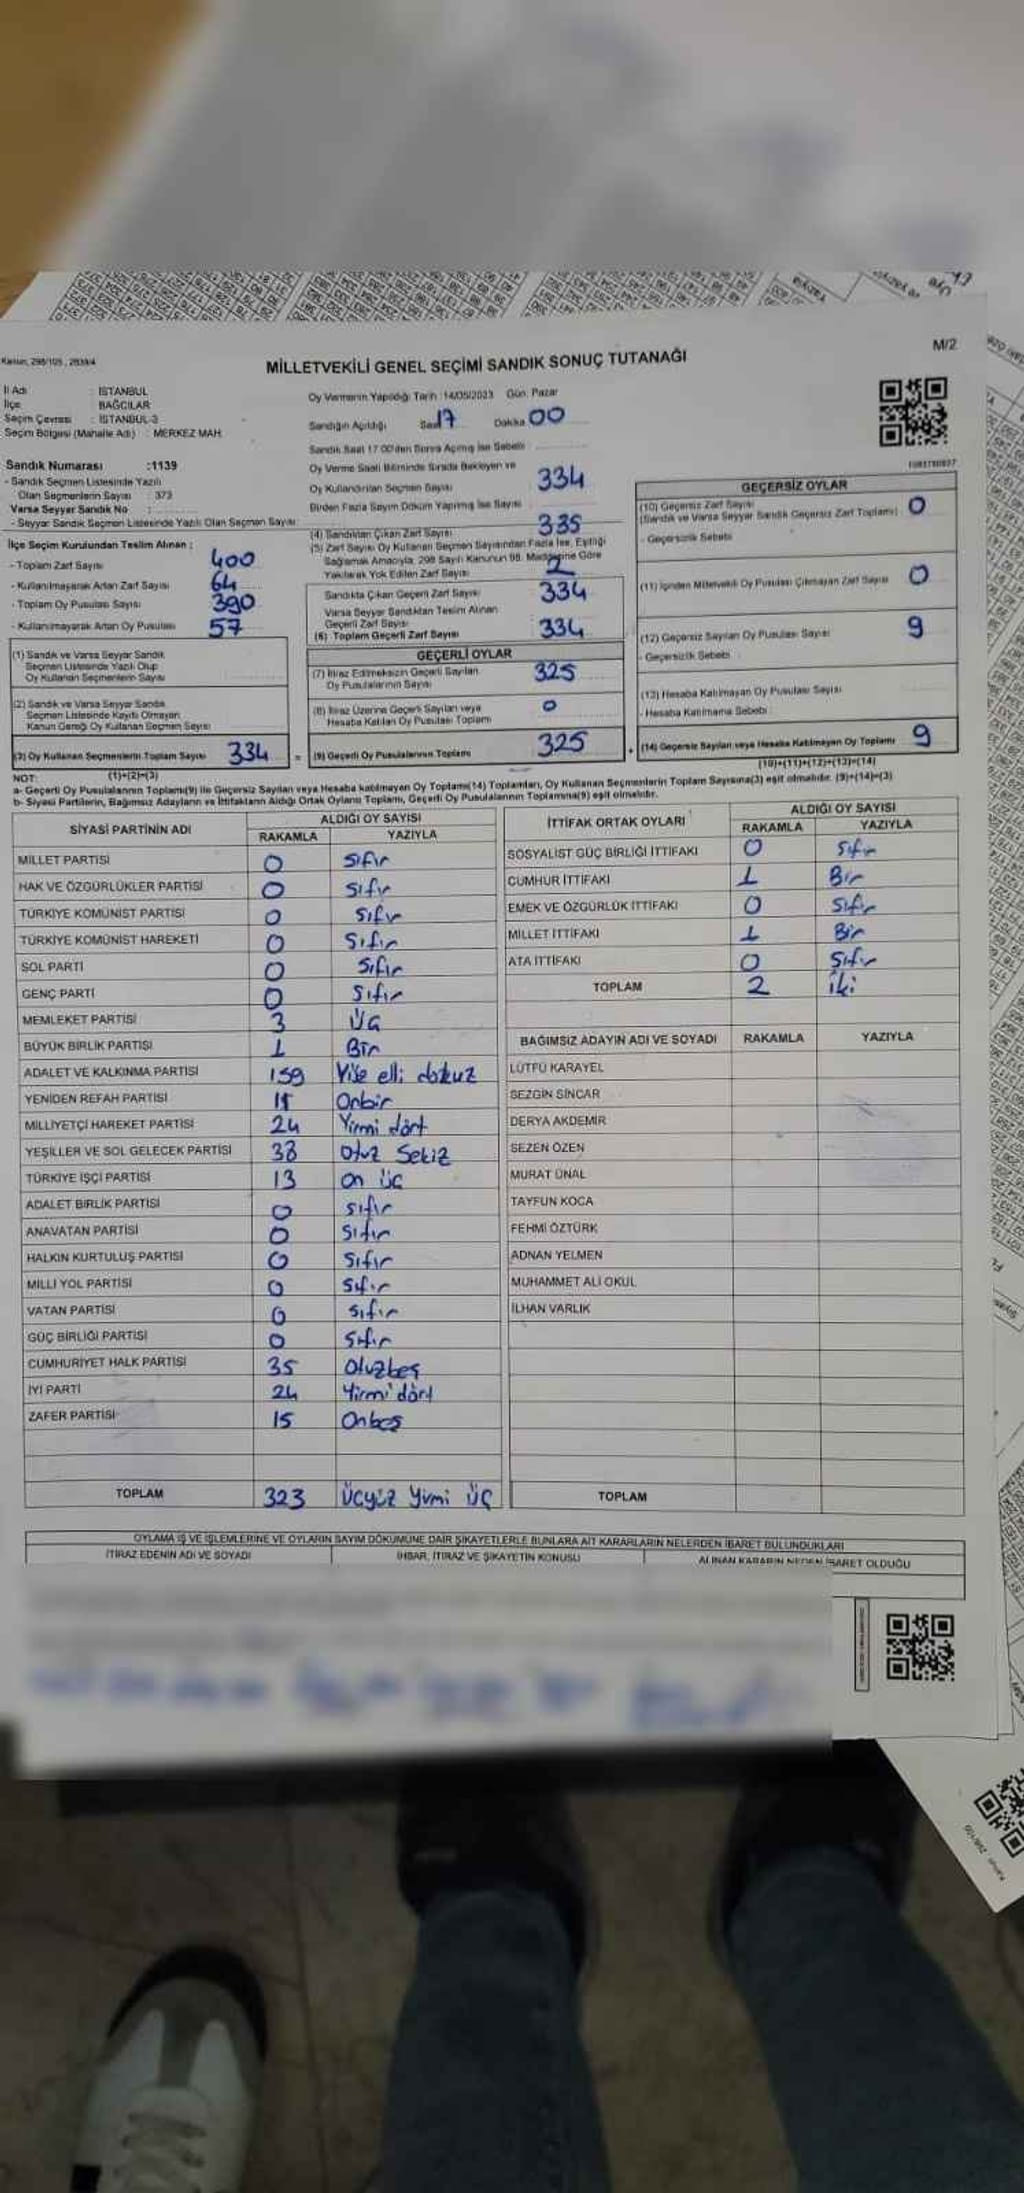 Kanun, 298/105, 2839/4
M/2
MİLLETVEKİLİ GENEL SEÇİMİ SANDIK SONUÇ TUTANAĞI
İl Adı : İSTANBUL
İlçe : BAĞCILAR
Seçim Çevresi : İSTANBUL-3
Seçim Bölgesi (Mahalle Adı) : MERKEZ MAH.
Sandık Numarası :1139
- Sandık Seçmen Listesinde Yazılı
Olan Seçmenlerin Sayısı : 373
Varsa Seyyar Sandık No :
- Seyyar Sandık Seçmen Listesinde Yazılı Olan Seçmen Sayısı
İlçe Seçim Kurulundan Teslim Alınan :
- Toplam Zarf Sayısı 400
- Kullanılmayarak Artan Zarf Sayısı 64
- Toplam Oy Pusulası Sayısı 390
- Kullanılmayarak Artan Oy Pusulası 57
(1) Sandık ve Varsa Seyyar Sandık
Seçmen Listesinde Yazılı Olup
Oy Kullanan Seçmenlerin Sayısı
(2) Sandık ve Varsa Seyyar Sandık
Seçmen Listesinde Kaydı Olmayan
Kanun Gereği Oy Kullanan Seçmen Sayısı
(3) Oy Kullanan Seçmenlerin Toplam Sayısı 334
(1)+(2)=(3)
Oy Vermenin Yapıldığı Tarih : 14/05/2023 Gün: Pazar
Sandığın Açıldığı Saat 17 Dakika 00
Sandık Saat 17:00'den Sonra Açılmış İse Sebebi
Oy Verme Saati Bitiminde Sırada Bekleyen ve
Oy Kullandırılan Seçmen Sayısı 334
Birden Fazla Sayım Döküm Yapılmış İse Sayısı
(4) Sandıktan Çıkan Zarf Sayısı 335
(5) Zarf Sayısı Oy Kullanan Seçmen Sayısından Fazla İse, Eşitliği
Sağlamak Amacıyla, 298 Sayılı Kanunun 98. Maddesine Göre
Yakılarak Yok Edilen Zarf Sayısı 2
Sandıkta Çıkan Geçerli Zarf Sayısı 334
Varsa Seyyar Sandıktan Teslim Alınan
Geçerli Zarf Sayısı
(6) Toplam Geçerli Zarf Sayısı 334
GEÇERLİ OYLAR
(7) İtiraz Edilmeksizin Geçerli Sayılan
Oy Pusulalarının Sayısı 325
(8) İtiraz Üzerine Geçerli Sayılan veya
Hesaba Katılan Oy Pusulası Toplamı 0
(9) Geçerli Oy Pusulalarının Toplamı 325
GEÇERSİZ OYLAR
(10) Geçersiz Zarf Sayısı
(Sandık ve Varsa Seyyar Sandık Geçersiz Zarf Toplamı) 0
- Geçersizlik Sebebi
(11) İçinden Milletvekili Oy Pusulası Çıkmayan Zarf Sayısı 0
(12) Geçersiz Sayılan Oy Pusulası Sayısı 9
- Geçersizlik Sebebi
(13) Hesaba Katılmayan Oy Pusulası Sayısı
- Hesaba Katılmama Sebebi
(14) Geçersiz Sayılan veya Hesaba Katılmayan Oy Toplamı 9
(10)+(11)+(12)+(13)=(14)
NOT:
a- Geçerli Oy Pusulalarının Toplamı(9) ile Geçersiz Sayılan veya Hesaba katılmayan Oy Toplamı(14) Toplamları, Oy Kullanan Seçmenlerin Toplam Sayısına(3) eşit olmalıdır. (9)+(14)=(3)
b- Siyasi Partilerin, Bağımsız Adayların ve İttifakların Aldığı Ortak Oyların Toplamı, Geçerli Oy Pusulalarının Toplamına(9) eşit olmalıdır.
SİYASİ PARTİNİN ADI ALDIĞI OY SAYISI
RAKAMLA YAZIYLA
MİLLET PARTİSİ 0 Sıfır
HAK VE ÖZGÜRLÜKLER PARTİSİ 0 Sıfır
TÜRKİYE KOMÜNİST PARTİSİ 0 Sıfır
TÜRKİYE KOMÜNİST HAREKETİ 0 Sıfır
SOL PARTİ 0 Sıfır
GENÇ PARTİ 0 Sıfır
MEMLEKET PARTİSİ 3 Üç
BÜYÜK BİRLİK PARTİSİ 1 Bir
ADALET VE KALKINMA PARTİSİ 159 Yüz elli dokuz
YENİDEN REFAH PARTİSİ 11 Onbir
MİLLİYETÇİ HAREKET PARTİSİ 24 Yirmi dört
YEŞİLLER VE SOL GELECEK PARTİSİ 38 Otuz Sekiz
TÜRKİYE İŞÇİ PARTİSİ 13 on üç
ADALET BİRLİK PARTİSİ 0 Sıfır
ANAVATAN PARTİSİ 0 Sıfır
HALKIN KURTULUŞ PARTİSİ 0 Sıfır
MİLLİ YOL PARTİSİ 0 Sıfır
VATAN PARTİSİ 0 Sıfır
GÜÇ BİRLİĞİ PARTİSİ 0 Sıfır
CUMHURİYET HALK PARTİSİ 35 Otuzbeş
İYİ PARTİ 24 Yirmi dört
ZAFER PARTİSİ 15 Onbeş
TOPLAM 323 Üçyüz Yirmi Üç
İTTİFAK ORTAK OYLARI ALDIĞI OY SAYISI
RAKAMLA YAZIYLA
SOSYALİST GÜÇ BİRLİĞİ İTTİFAKI 0 Sıfır
CUMHUR İTTİFAKI 1 Bir
EMEK VE ÖZGÜRLÜK İTTİFAKI 0 Sıfır
MİLLET İTTİFAKI 1 Bir
ATA İTTİFAKI 0 Sıfır
TOPLAM 2 iki
BAĞIMSIZ ADAYIN ADI VE SOYADI RAKAMLA YAZIYLA
LÜTFÜ KARAYEL
SEZGİN SİNCAR
DERYA AKDEMİR
SEZEN ÖZEN
MURAT ÜNAL
TAYFUN KOCA
FEHMİ ÖZTÜRK
ADNAN YELMEN
MUHAMMET ALİ OKUL
İLHAN VARLIK
TOPLAM
OYLAMA İŞ VE İŞLEMLERİNE VE OYLARIN SAYIM DÖKÜMÜNE DAİR ŞİKAYETLERLE BUNLARA AİT KARARLARIN NELERDEN İBARET BULUNDUKLARI
İTİRAZ EDENİN ADI VE SOYADI İHBAR, İTİRAZ VE ŞİKAYETİN KONUSU ALINAN KARARIN NEDEN İBARET OLDUĞU